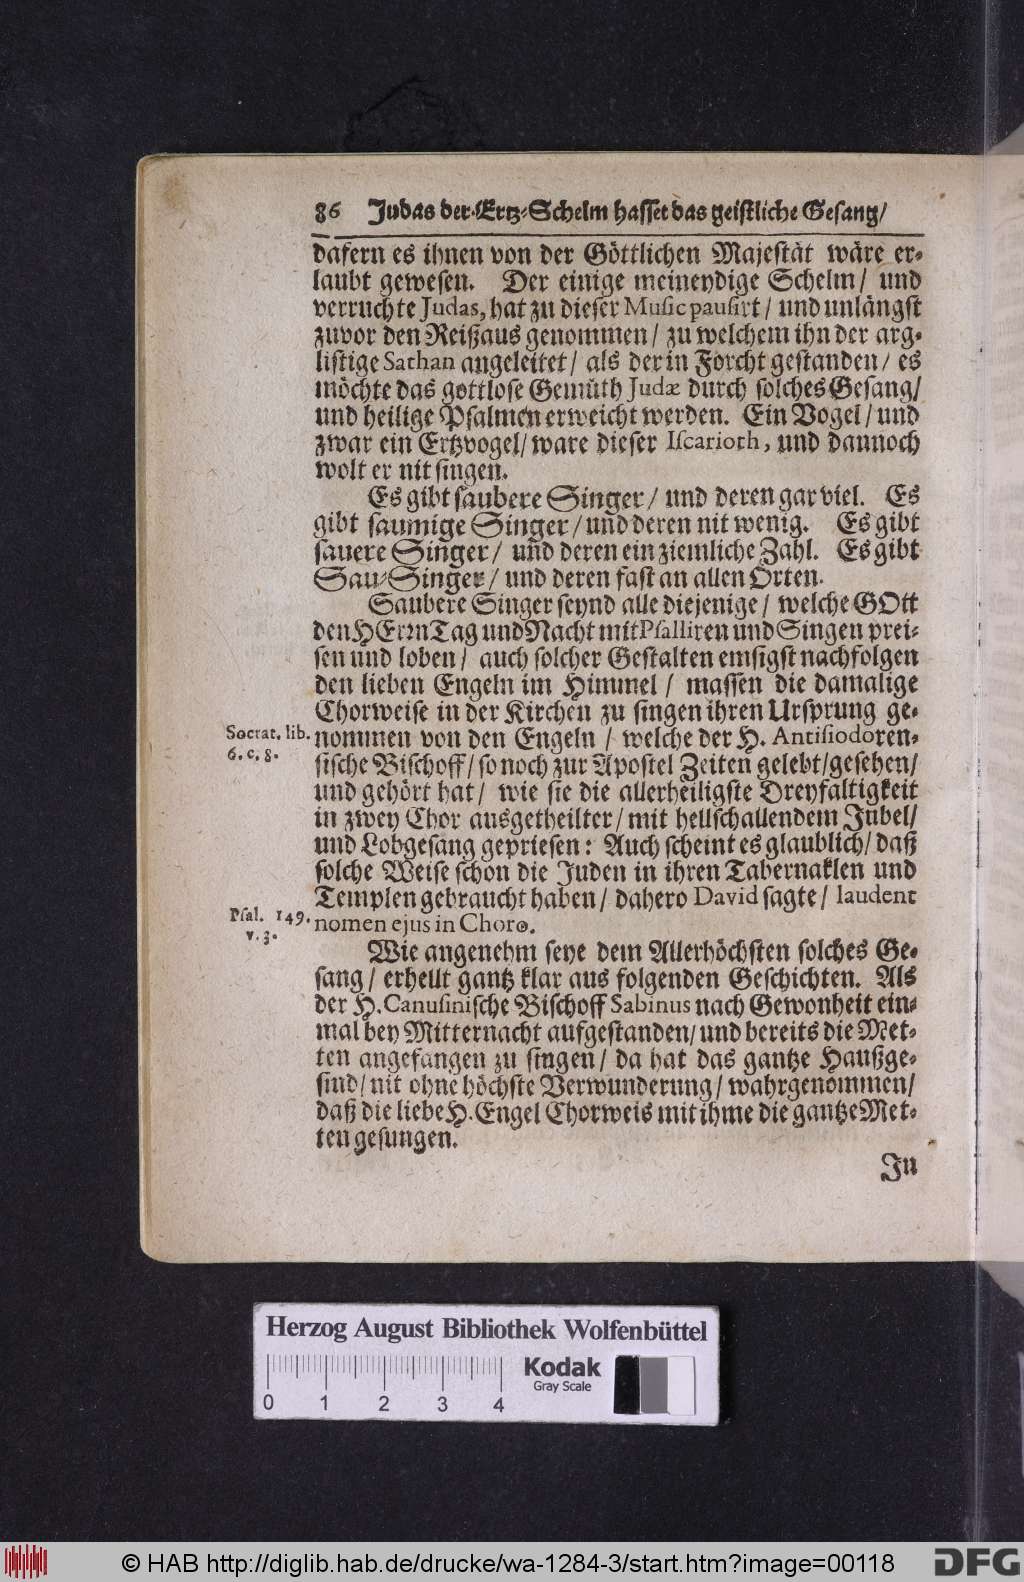 86 Judas der Ertz-Schelm hasset das geistliche Gesang/
dafern es ihnen von der Göttlichen Majestät wäre er-
laubt gewesen. Der einige meineydige Schelm/ und
verruchte Judas, hat zu dieser Music pausirt/ und unlängst
zuvor den Reißaus genommen/ zu welchem ihn der arg-
listige Sathan angeleitet/ als der in Forcht gestanden/ es
möchte das gottlose Gemüth Judæ durch solches Gesang/
und heilige Psalmen erweicht werden. Ein Vogel/ und
zwar ein Ertzvogel/ ware dieser Iscarioth, und dannoch
wolt er nit singen.
Es gibt saubere Singer/ und deren gar viel. Es
gibt saumige Singer/ und deren nit wenig. Es gibt
sauere Singer/ und deren ein ziemliche Zahl. Es gibt
Sau-Singer/ und deren fast an allen Orten.
Saubere Singer seynd alle diejenige/ welche GOtt
den HErrn Tag und Nacht mit Psalliren und Singen prei-
sen und loben/ auch solcher Gestalten emsigst nachfolgen
den lieben Engeln im Himmel/ massen die damalige
Chorweise in der Kirchen zu singen ihren Ursprung ge-
Socrat. lib. 6. c. 8.
nommen von den Engeln/ welche der H. Antisiodoren-
sische Bischoff/ so noch zur Apostel Zeiten gelebt/ gesehen/
und gehört hat/ wie sie die allerheiligste Dreyfaltigkeit
in zwey Chor ausgetheilter/ mit hellschallendem Jubel/
und Lobgesang gepriesen: Auch scheint es glaublich/ daß
solche Weise schon die Juden in ihren Tabernaklen und
Templen gebraucht haben/ dahero David sagte/ laudent
Psal. 149. v. 3.
nomen ejus in Choro.
Wie angenehm seye dem Allerhöchsten solches Ge-
sang/ erhellt gantz klar aus folgenden Geschichten. Als
der H. Canusinische Bischoff Sabinus nach Gewonheit ein-
mal bey Mitternacht aufgestanden/ und bereits die Met-
ten angefangen zu singen/ da hat das gantze Haußge-
sind/ nit ohne höchste Verwunderung/ wahrgenommen/
daß die liebe H. Engel Chorweis mit ihme die gantze Met-
ten gesungen.
In
Herzog August Bibliothek Wolfenbüttel
Kodak
Gray Scale
0 1 2 3 4
© HAB http://diglib.hab.de/drucke/wa-1284-3/start.htm?image=00118
DFG